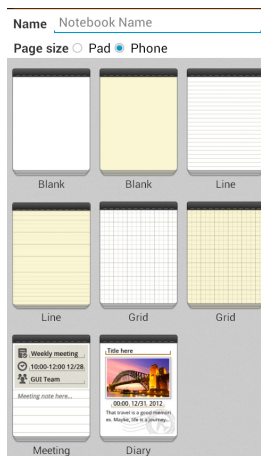 Name Notebook Name
Page size Pad Phone
Blank Blank Line
Line Grid Grid
Weekly meeting
10:00-12:00 12/28
GUI Team
Meeting note here...
Meeting
Title here
00:00, 12/31, 2012
That travel is a good memori
es. Maybe, life is a journey...
Diary